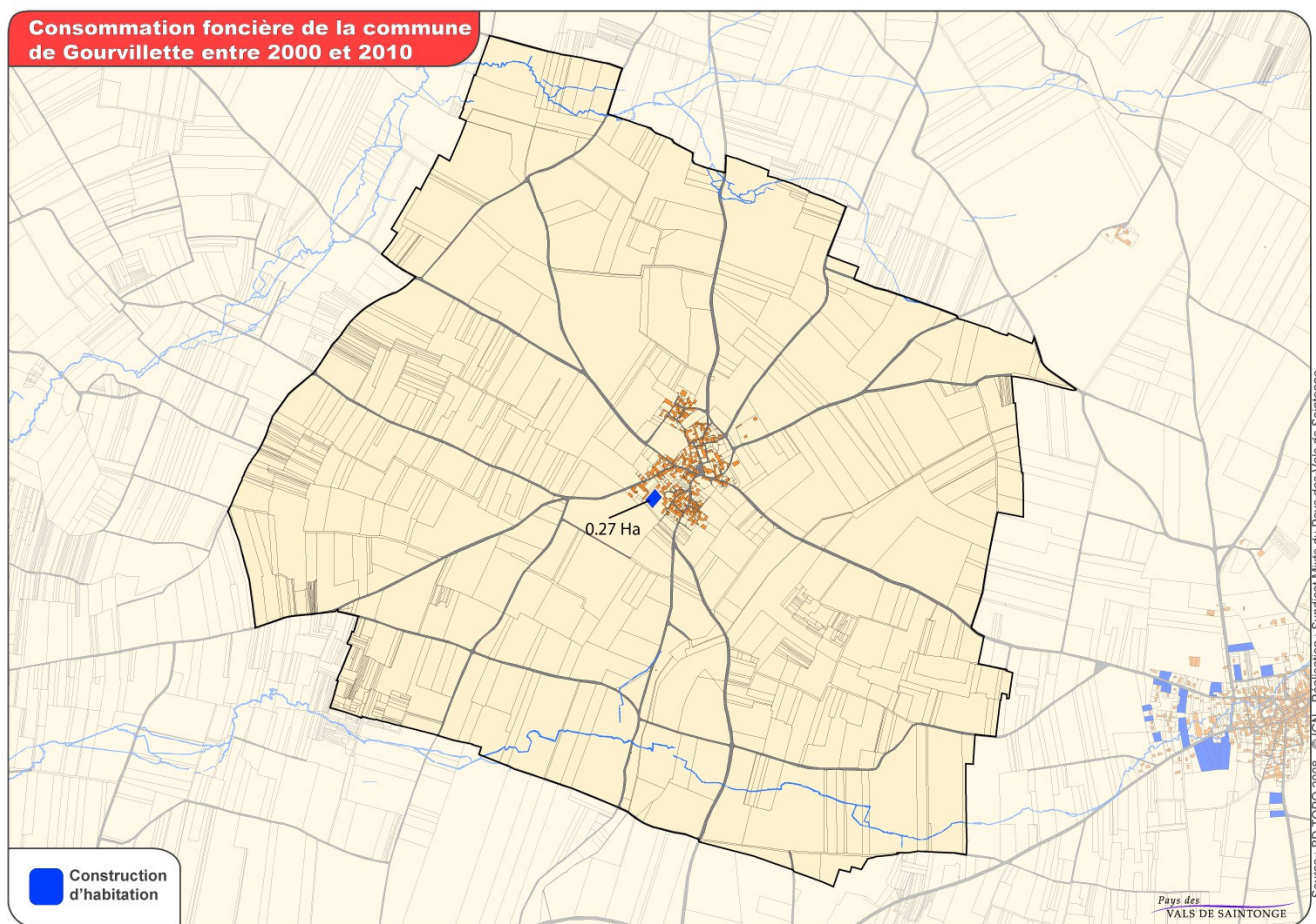 Consommation foncière de la commune
de Gourvillette entre 2000 et 2010
0.27 Ha
Construction
d'habitation
Pays des
VALS DE SAINTONGE